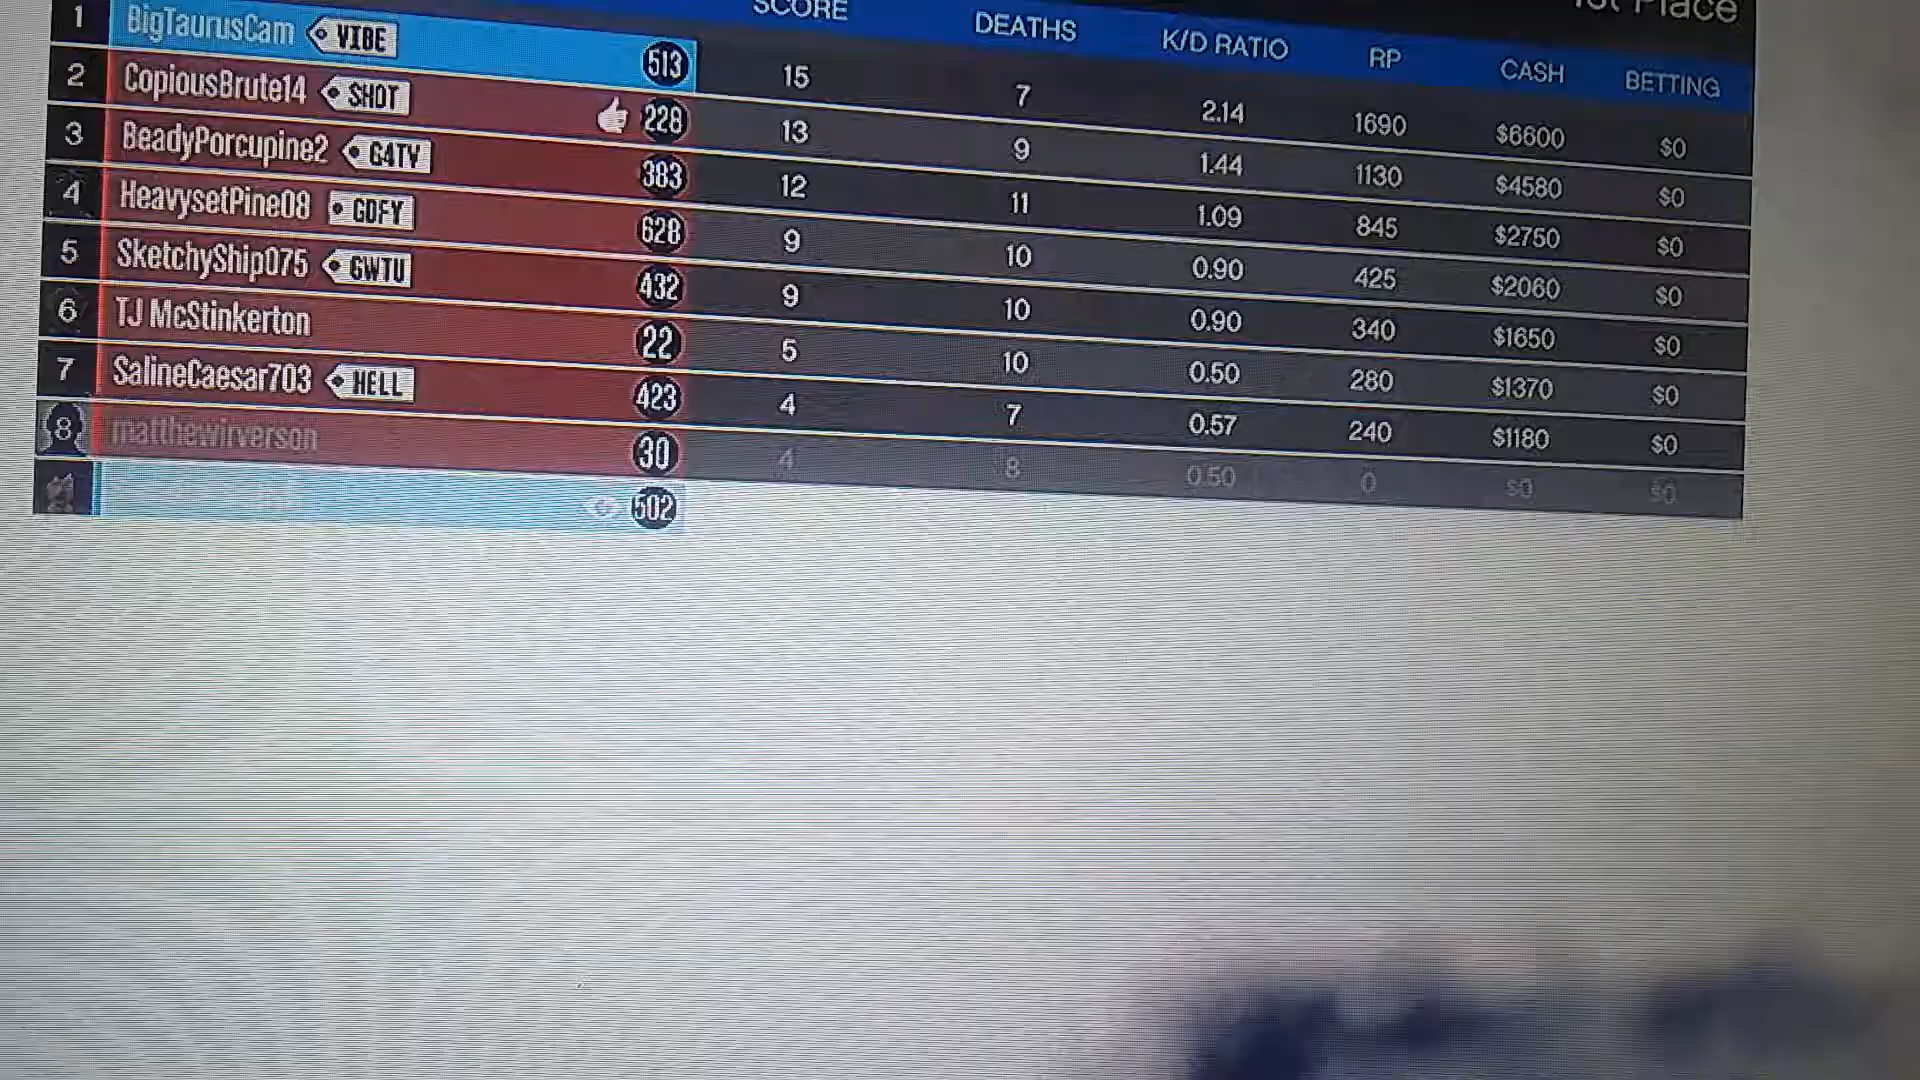 SCORE DEATHS K/D RATIO RP CASH BETTING 1st Place
1 BigTaurusCam VIBE 513 15 7 2.14 1690 $6600 $0
2 CopiousBrute14 SHOT 228 13 9 1.44 1130 $4580 $0
3 BeadyPorcupine2 G4TV 383 12 11 1.09 845 $2750 $0
4 HeavysetPine08 GDFY 628 9 10 0.90 425 $2060 $0
5 SketchyShip075 GWTU 432 9 10 0.90 340 $1650 $0
6 TJ McStinkerton 22 5 10 0.50 280 $1370 $0
7 SalineCaesar703 HELL 423 4 7 0.57 240 $1180 $0
8 matthewirverson 30 4 8 0.50 0 $0 $0
502